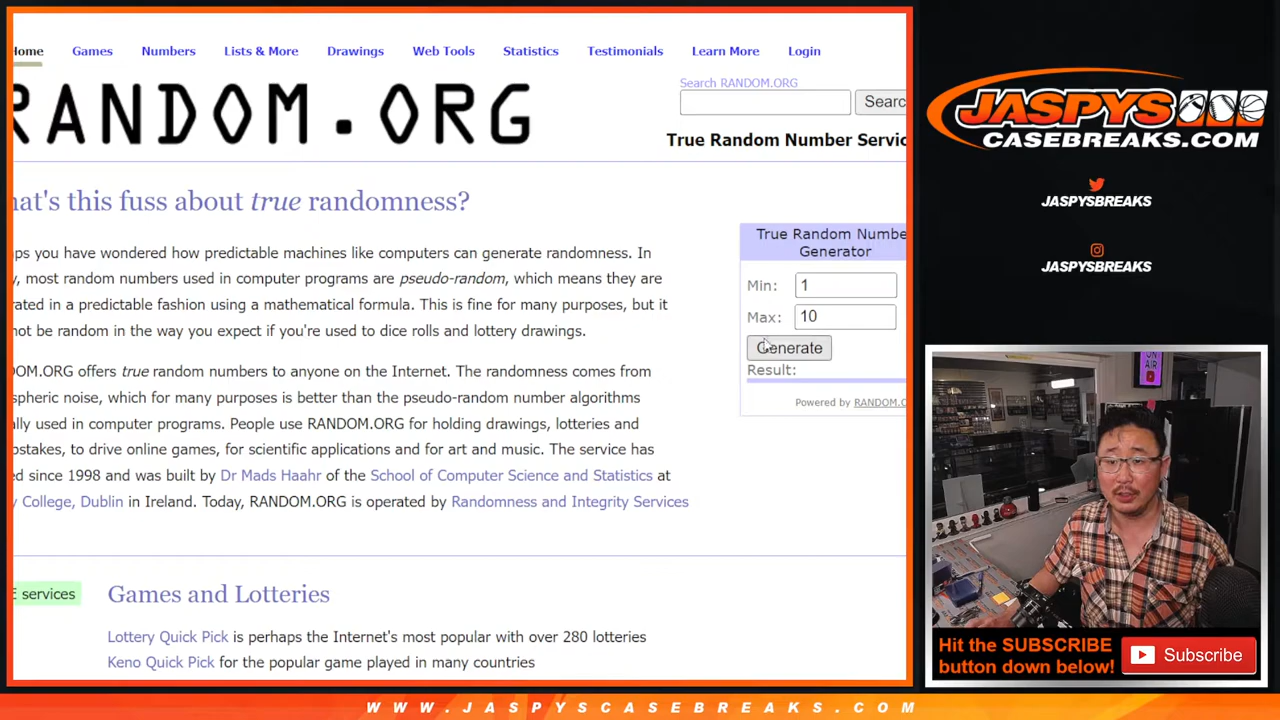 Home Games Numbers Lists & More Drawings Web Tools Statistics Testimonials Learn More Login
RANDOM.ORG
Search RANDOM.ORG
Searc
True Random Number Servic
hat's this fuss about true randomness?
ps you have wondered how predictable machines like computers can generate randomness. In
, most random numbers used in computer programs are pseudo-random, which means they are
rated in a predictable fashion using a mathematical formula. This is fine for many purposes, but it
not be random in the way you expect if you're used to dice rolls and lottery drawings.
DOM.ORG offers true random numbers to anyone on the Internet. The randomness comes from
spheric noise, which for many purposes is better than the pseudo-random number algorithms
ally used in computer programs. People use RANDOM.ORG for holding drawings, lotteries and
pstakes, to drive online games, for scientific applications and for art and music. The service has
ed since 1998 and was built by Dr Mads Haahr of the School of Computer Science and Statistics at
y College, Dublin in Ireland. Today, RANDOM.ORG is operated by Randomness and Integrity Services
True Random Numbe
Generator
Min: 1
Max: 10
Generate
Result:
Powered by RANDOM.O
E services
Games and Lotteries
Lottery Quick Pick is perhaps the Internet's most popular with over 280 lotteries
Keno Quick Pick for the popular game played in many countries
JASPYS
CASEBREAKS.COM
JASPYSBREAKS
JASPYSBREAKS
ON
AIR
Hit the SUBSCRIBE
button down below!
Subscribe
WWW.JASPYSCASEBREAKS.COM